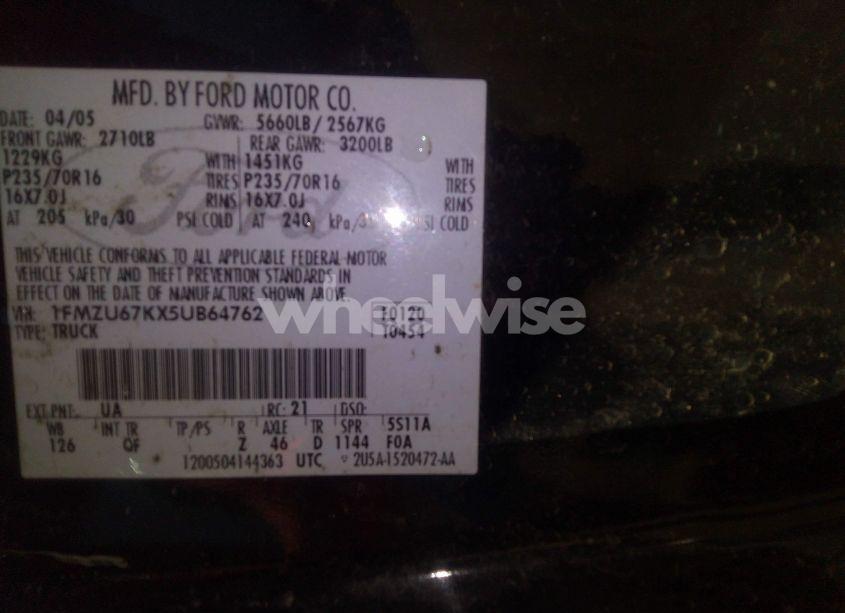 MFD. BY FORD MOTOR CO.
DATE: 04/05 GVWR: 5660LB/ 2567KG
FRONT GAWR: 2710LB REAR GAWR: 3200LB
1229KG WITH 1451KG WITH
P235/70R16 TIRES P235/70R16 TIRES
16X7.0J RIMS 16X7.0J RIMS
AT 205 kPa/30 PSI COLD AT 240 kPa/ PSI COLD
THIS VEHICLE CONFORMS TO ALL APPLICABLE FEDERAL MOTOR
VEHICLE SAFETY AND THEFT PREVENTION STANDARDS IN
EFFECT ON THE DATE OF MANUFACTURE SHOWN ABOVE.
VIN: 1FMZU67KX5UB64762 F0120
TYPE: TRUCK T0454
wheelwise
Ford
EXT PNT: UA RC: 21 DSO:
WB INT TR TP/PS R AXLE TR SPR 5S11A
126 QF Z 46 D 1144 F0A
1200504144363 UTC 2U5A-1520472-AA